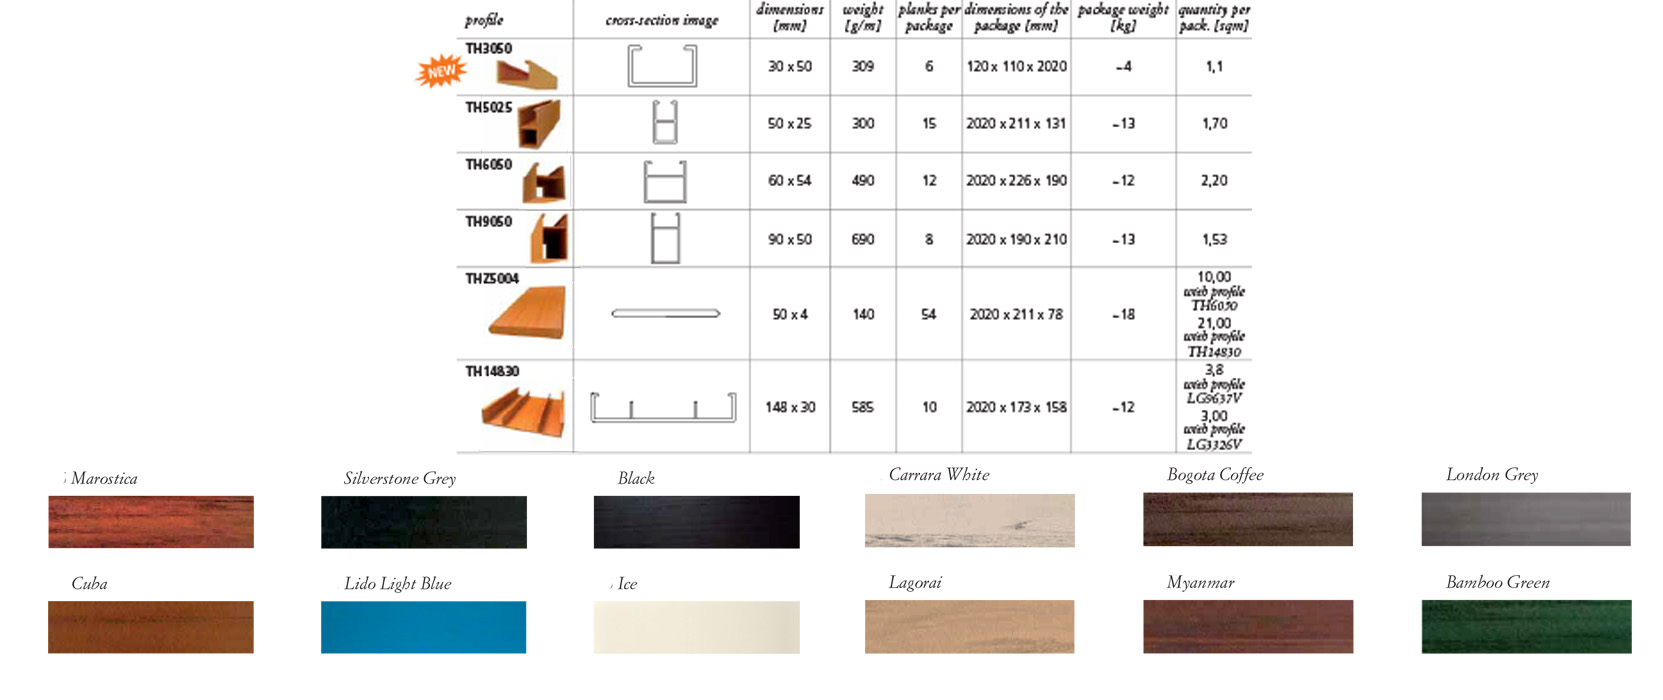 profile cross-section image dimensions [mm] weight [g/m] planks per package dimensions of the package [mm] package weight [kg] quantity per pack. [sqm]
TH3050
NEW
30 x 50 309 6 120 x 110 x 2020 ~4 1,1
TH5025
50 x 25 300 15 2020 x 211 x 131 ~13 1,70
TH6050
60 x 54 490 12 2020 x 226 x 190 ~12 2,20
TH9050
90 x 50 690 8 2020 x 190 x 210 ~13 1,53
THZ5004
50 x 4 140 54 2020 x 211 x 78 ~18
10,00
with profile
TH6050
21,00
with profile
TH14830
TH14830
148 x 30 585 10 2020 x 173 x 158 ~12
3,8
with profile
LG9637V
3,00
with profile
LG3326V
Marostica Silverstone Grey Black Carrara White Bogota Coffee London Grey
Cuba Lido Light Blue Ice Lagorai Myanmar Bamboo Green